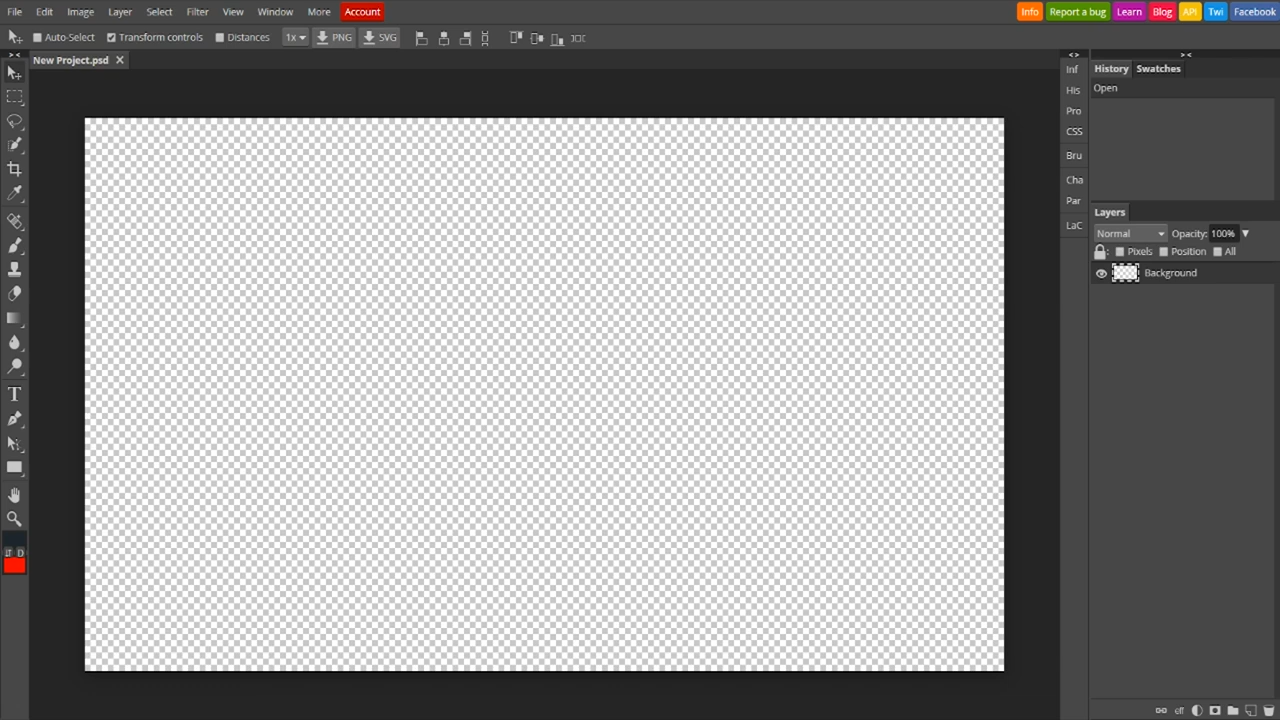 File Edit Image Layer Select Filter View Window More Account Info Report a bug Learn Blog API Twi Facebook
Auto-Select Transform controls Distances 1x PNG SVG
New Project.psd
Inf
His
Pro
CSS
Bru
Cha
Par
LaC
History Swatches
Open
Layers
Normal Opacity: 100%
: Pixels Position All
Background
T
D
eff